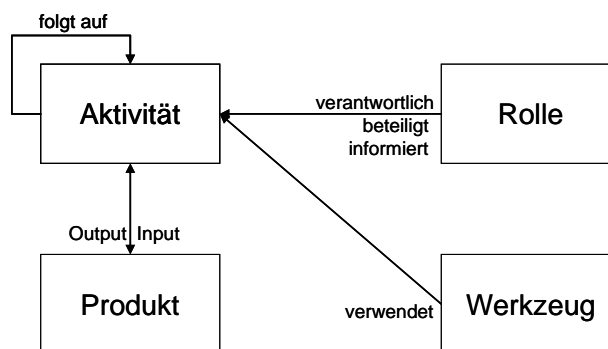 folgt auf
Aktivität
verantwortlich
beteiligt
informiert
Rolle
Output Input
Produkt
verwendet
Werkzeug